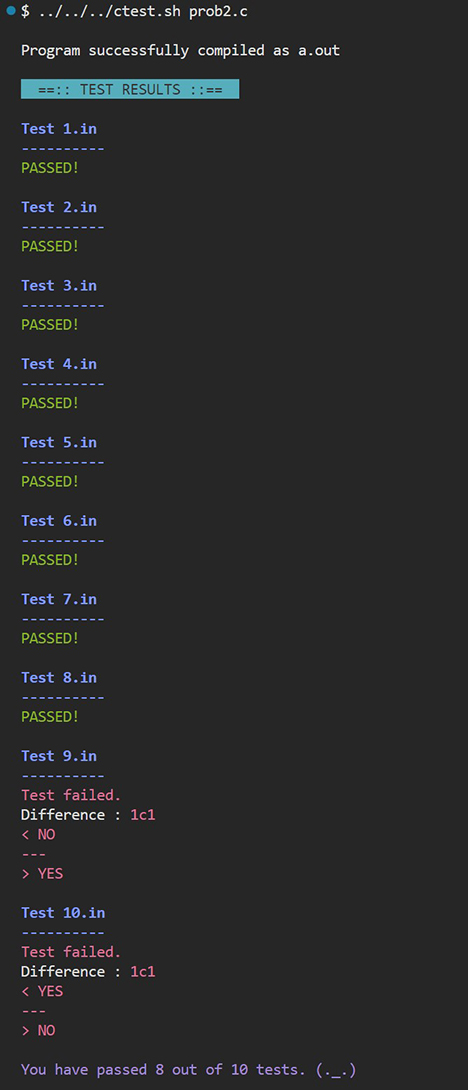 $ ../../../ctest.sh prob2.c
Program successfully compiled as a.out
==:: TEST RESULTS ::==
Test 1.in
----------
PASSED!
Test 2.in
----------
PASSED!
Test 3.in
----------
PASSED!
Test 4.in
----------
PASSED!
Test 5.in
----------
PASSED!
Test 6.in
----------
PASSED!
Test 7.in
----------
PASSED!
Test 8.in
----------
PASSED!
Test 9.in
----------
Test failed.
Difference : 1c1
< NO
---
> YES
Test 10.in
----------
Test failed.
Difference : 1c1
< YES
---
> NO
You have passed 8 out of 10 tests. (._.)